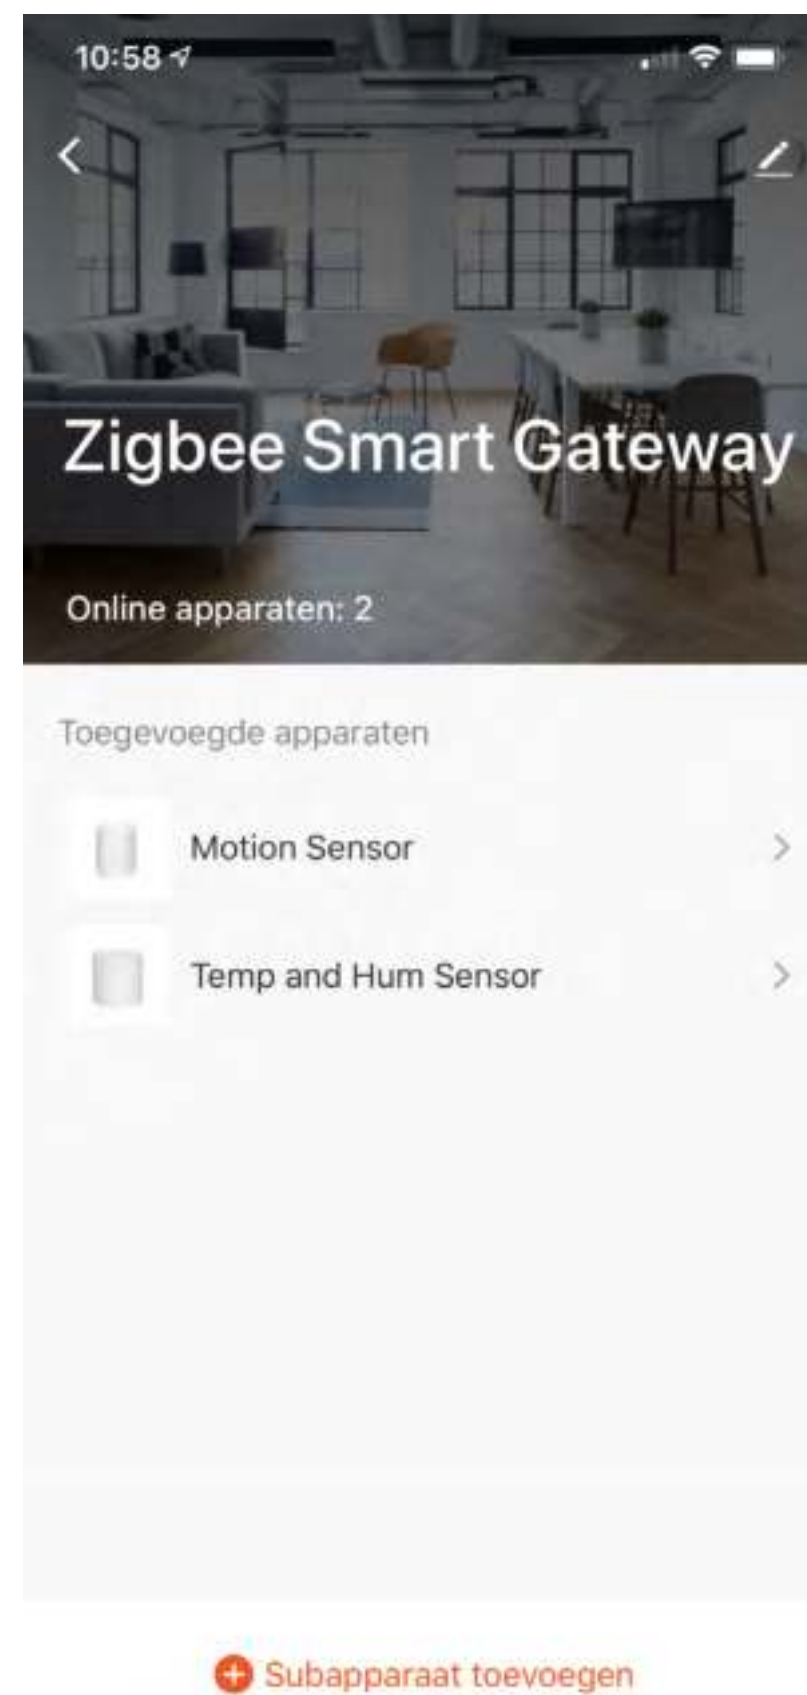 10:58
Zigbee Smart Gateway
Online apparaten: 2
Toegevoegde apparaten
Motion Sensor
Temp and Hum Sensor
Subapparaat toevoegen